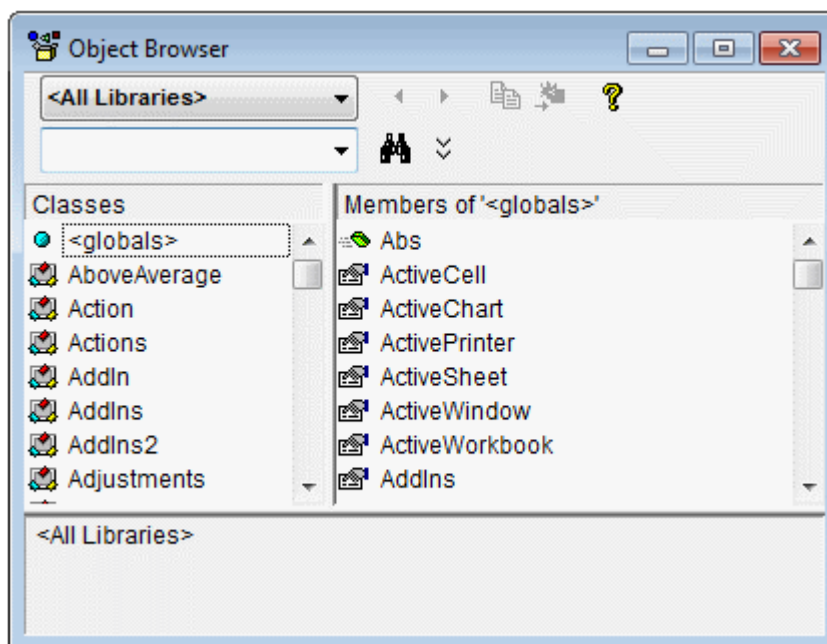 Object Browser
<All Libraries>
Classes
<globals>
AboveAverage
Action
Actions
AddIn
AddIns
AddIns2
Adjustments
Members of '<globals>'
Abs
ActiveCell
ActiveChart
ActivePrinter
ActiveSheet
ActiveWindow
ActiveWorkbook
AddIns
<All Libraries>